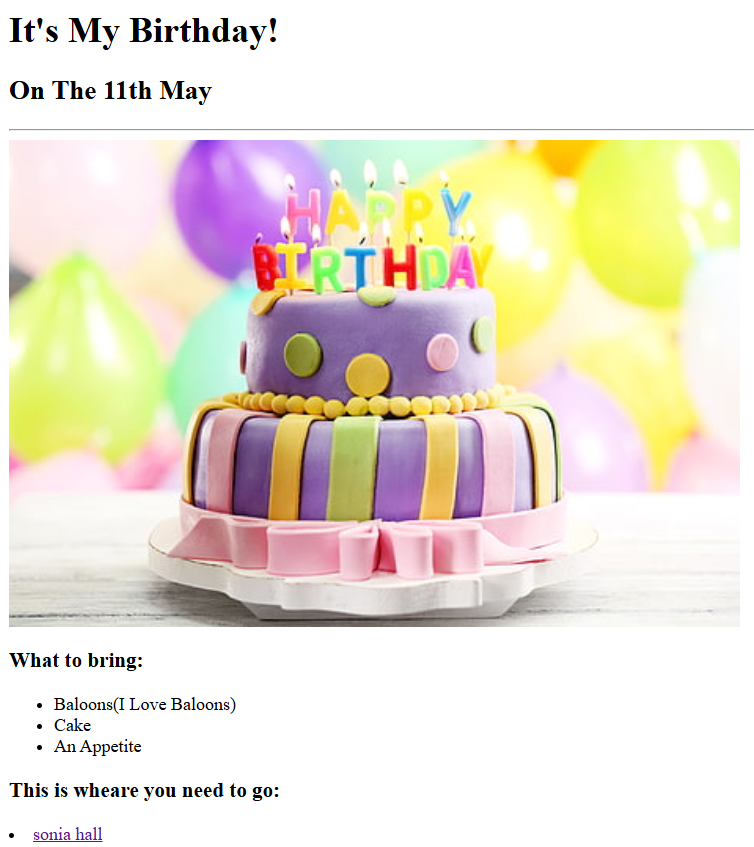 It's My Birthday!
On The 11th May
HAPPY
BIRTHDAY
What to bring:
Baloons(I Love Baloons)
Cake
An Appetite
This is wheare you need to go:
sonia hall